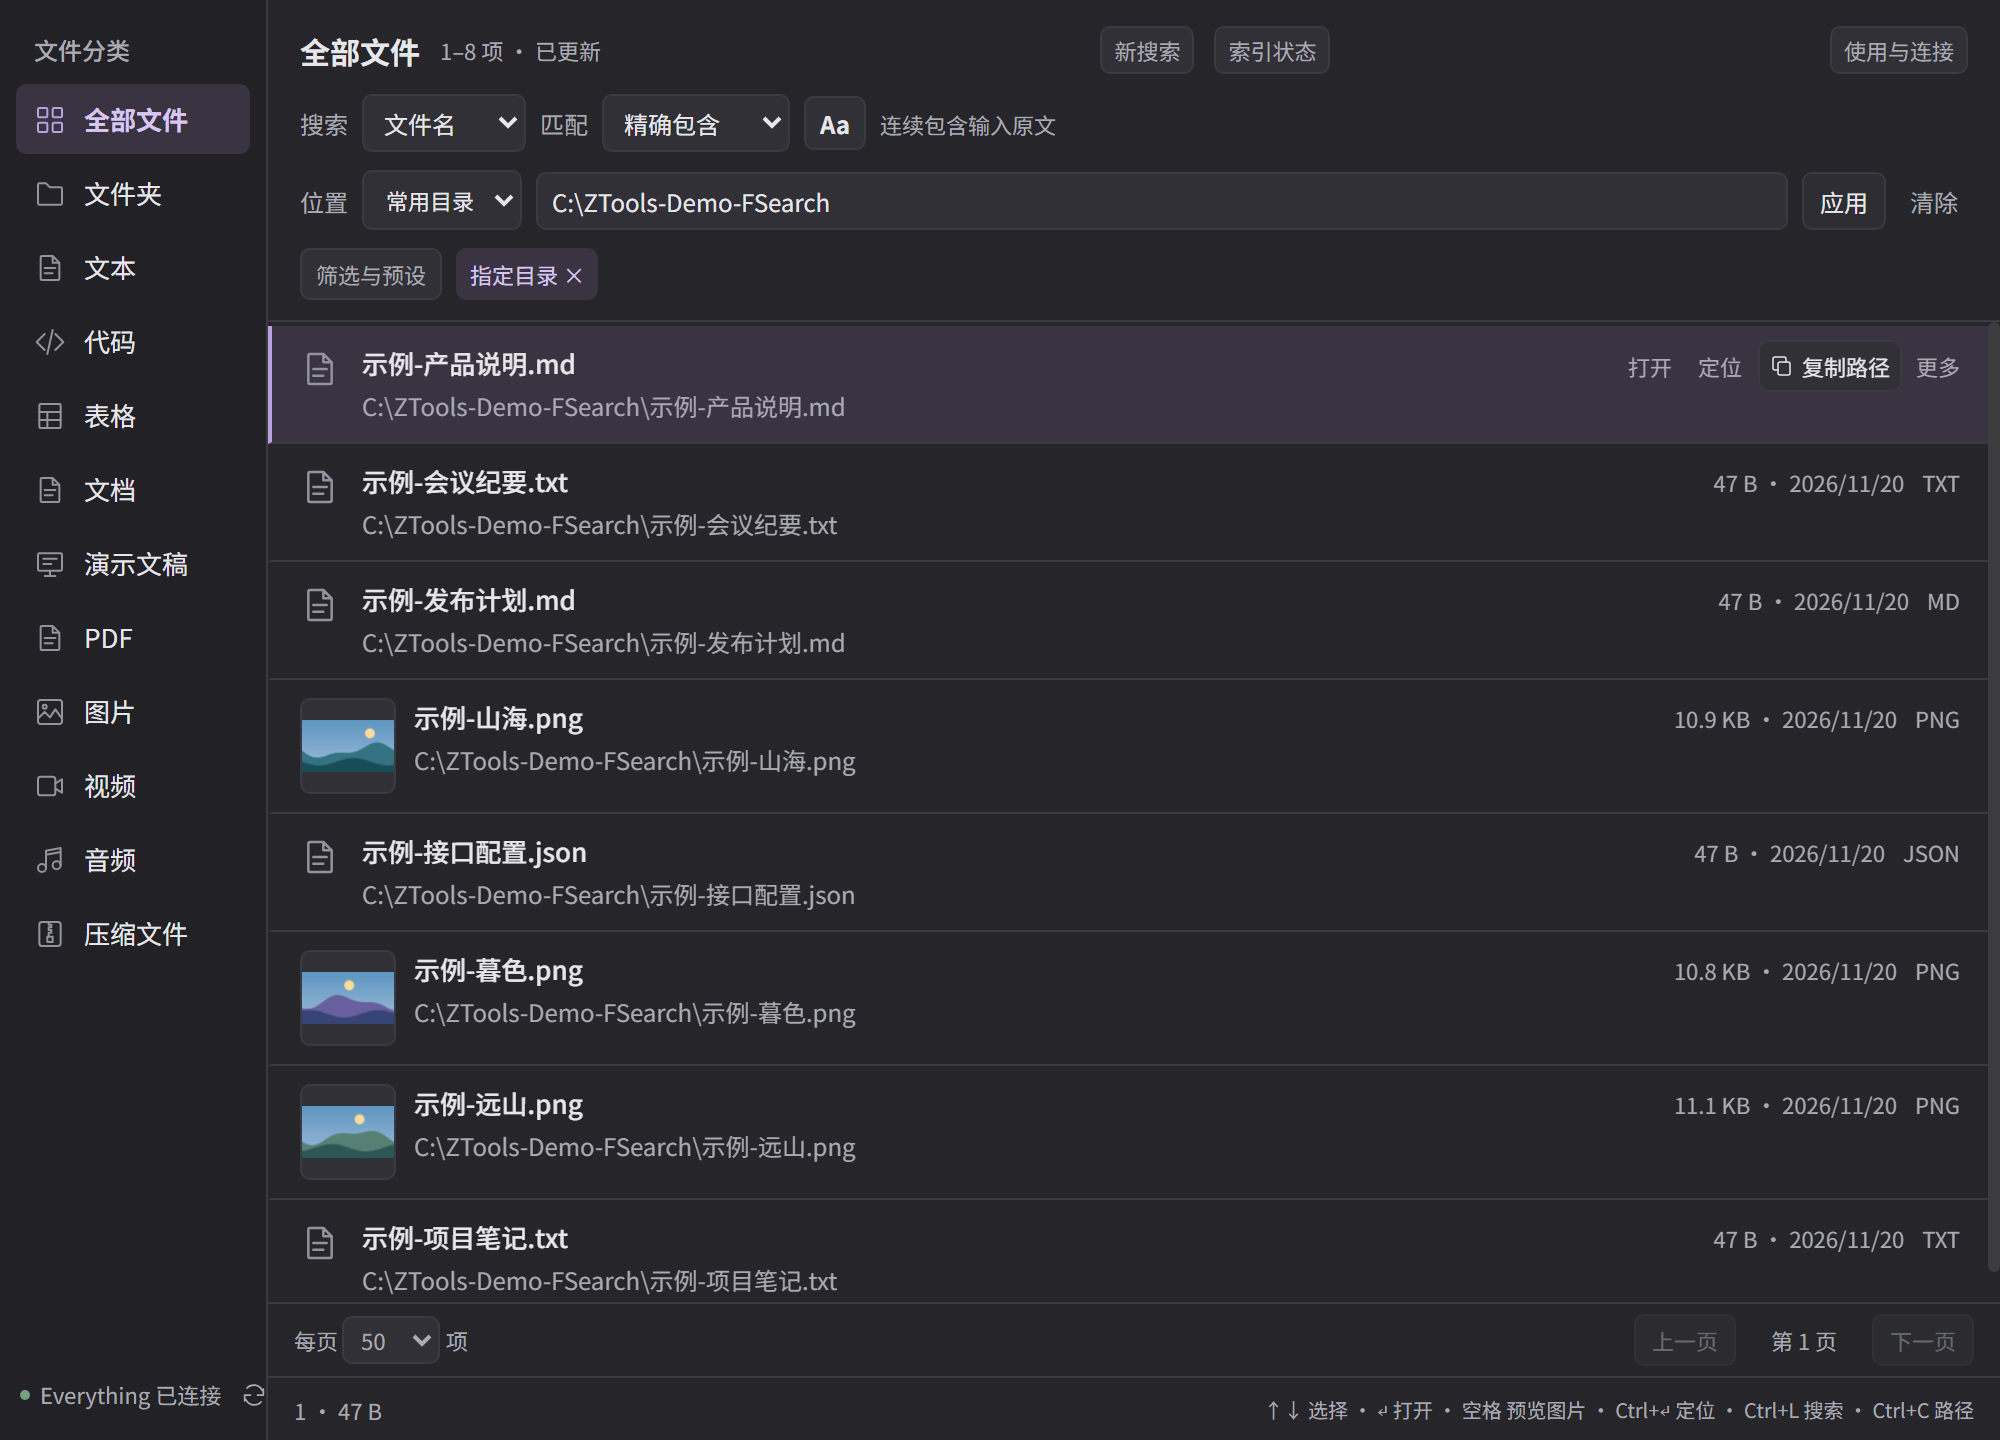 文件分类
全部文件
文件夹
文本
代码
表格
文档
演示文稿
PDF
图片
视频
音频
压缩文件
Everything 已连接
全部文件 1–8 项 • 已更新 新搜索 索引状态 使用与连接
搜索 文件名 匹配 精确包含 Aa 连续包含输入原文
位置 常用目录 C:\ZTools-Demo-FSearch 应用 清除
筛选与预设 指定目录 ×
示例-产品说明.md 打开 定位 复制路径 更多
C:\ZTools-Demo-FSearch\示例-产品说明.md
示例-会议纪要.txt 47 B • 2026/11/20 TXT
C:\ZTools-Demo-FSearch\示例-会议纪要.txt
示例-发布计划.md 47 B • 2026/11/20 MD
C:\ZTools-Demo-FSearch\示例-发布计划.md
示例-山海.png 10.9 KB • 2026/11/20 PNG
C:\ZTools-Demo-FSearch\示例-山海.png
示例-接口配置.json 47 B • 2026/11/20 JSON
C:\ZTools-Demo-FSearch\示例-接口配置.json
示例-暮色.png 10.8 KB • 2026/11/20 PNG
C:\ZTools-Demo-FSearch\示例-暮色.png
示例-远山.png 11.1 KB • 2026/11/20 PNG
C:\ZTools-Demo-FSearch\示例-远山.png
示例-项目笔记.txt 47 B • 2026/11/20 TXT
C:\ZTools-Demo-FSearch\示例-项目笔记.txt
每页 50 项 上一页 第 1 页 下一页
1 • 47 B ↑↓ 选择 • ↵ 打开 • 空格 预览图片 • Ctrl+↵ 定位 • Ctrl+L 搜索 • Ctrl+C 路径